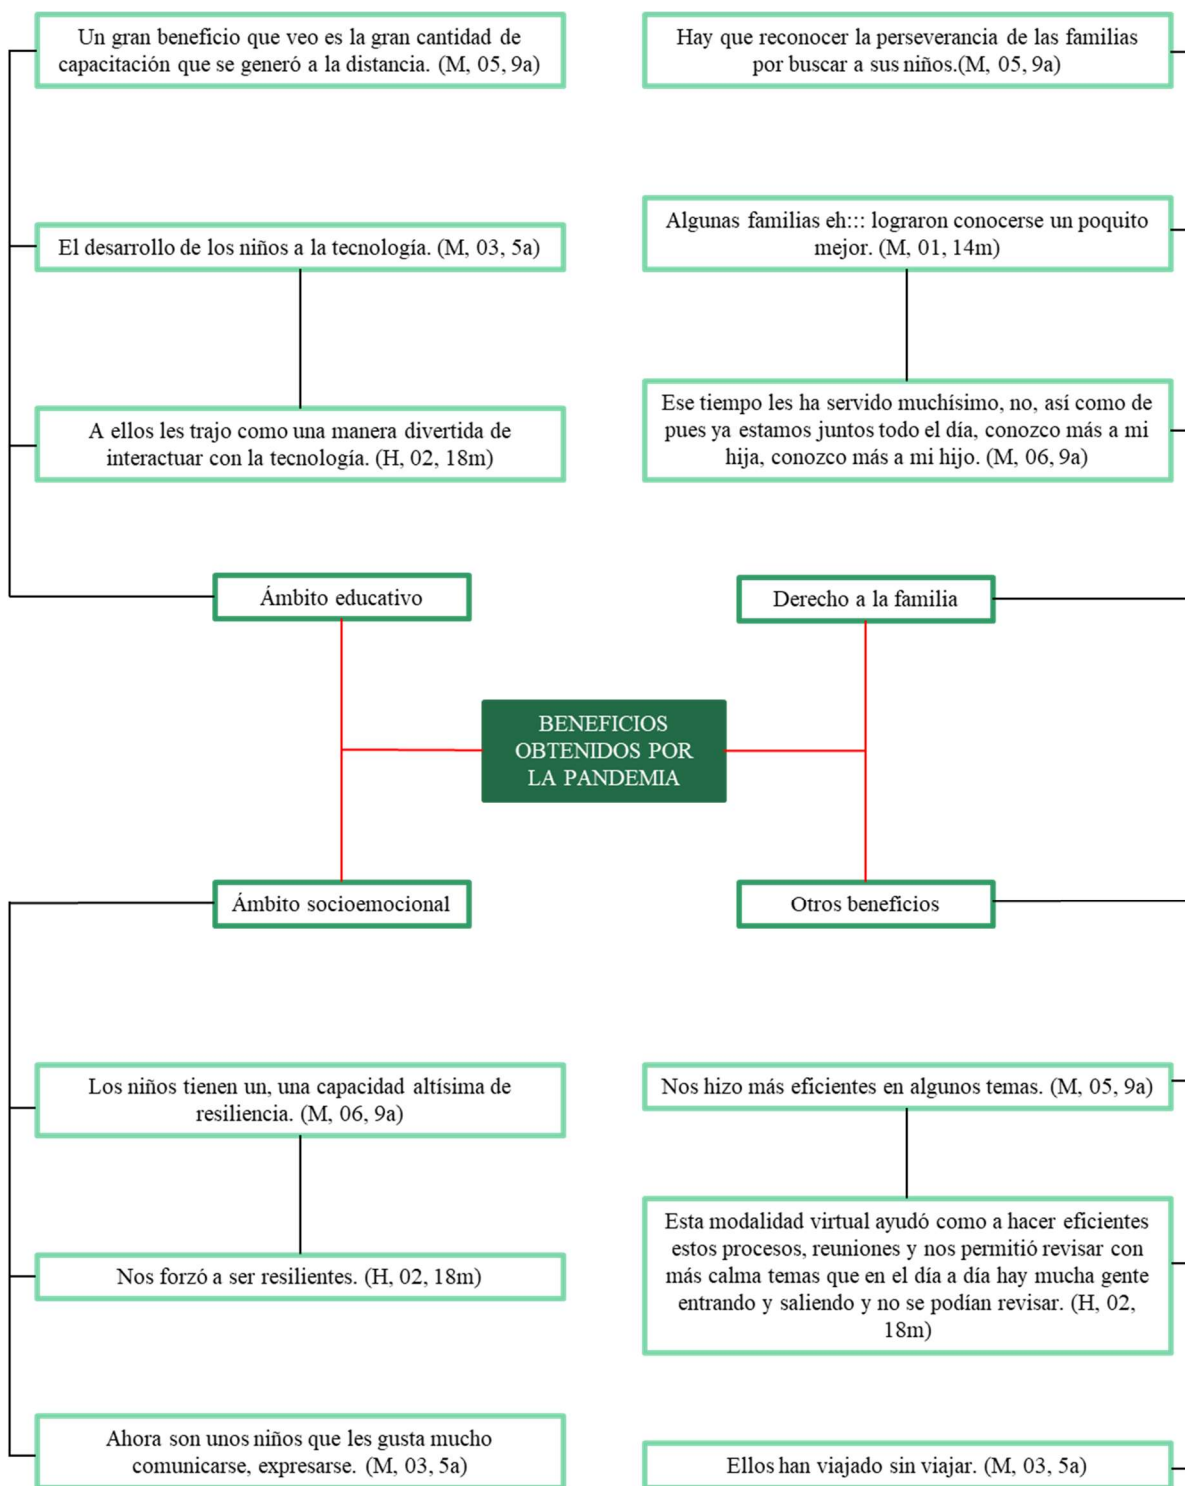 Un gran beneficio que veo es la gran cantidad de
capacitación que se generó a la distancia. (M, 05, 9a)
El desarrollo de los niños a la tecnología. (M, 03, 5a)
A ellos les trajo como una manera divertida de
interactuar con la tecnología. (H, 02, 18m)
Ámbito educativo
Hay que reconocer la perseverancia de las familias
por buscar a sus niños.(M, 05, 9a)
Algunas familias eh::: lograron conocerse un poquito
mejor. (M, 01, 14m)
Ese tiempo les ha servido muchísimo, no, así como de
pues ya estamos juntos todo el día, conozco más a mi
hija, conozco más a mi hijo. (M, 06, 9a)
Derecho a la familia
BENEFICIOS
OBTENIDOS POR
LA PANDEMIA
Ámbito socioemocional
Los niños tienen un, una capacidad altísima de
resiliencia. (M, 06, 9a)
Nos forzó a ser resilientes. (H, 02, 18m)
Ahora son unos niños que les gusta mucho
comunicarse, expresarse. (M, 03, 5a)
Otros beneficios
Nos hizo más eficientes en algunos temas. (M, 05, 9a)
Esta modalidad virtual ayudó como a hacer eficientes
estos procesos, reuniones y nos permitió revisar con
más calma temas que en el día a día hay mucha gente
entrando y saliendo y no se podían revisar. (H, 02,
18m)
Ellos han viajado sin viajar. (M, 03, 5a)